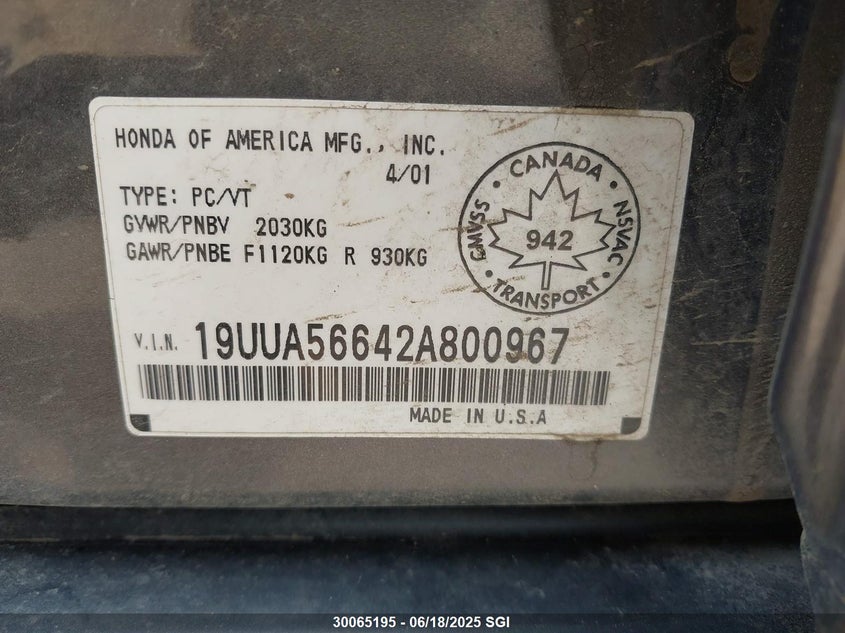 HONDA OF AMERICA MFG., INC.
4/01
TYPE: PC/VT
GVWR/PNBV 2030KG
GAWR/PNBE F1120KG R 930KG
CANADA
CMVSS
NSVAC
942
TRANSPORT
V.I.N. 19UUA56642A800967
MADE IN U.S.A
30065195 - 06/18/2025 SGI